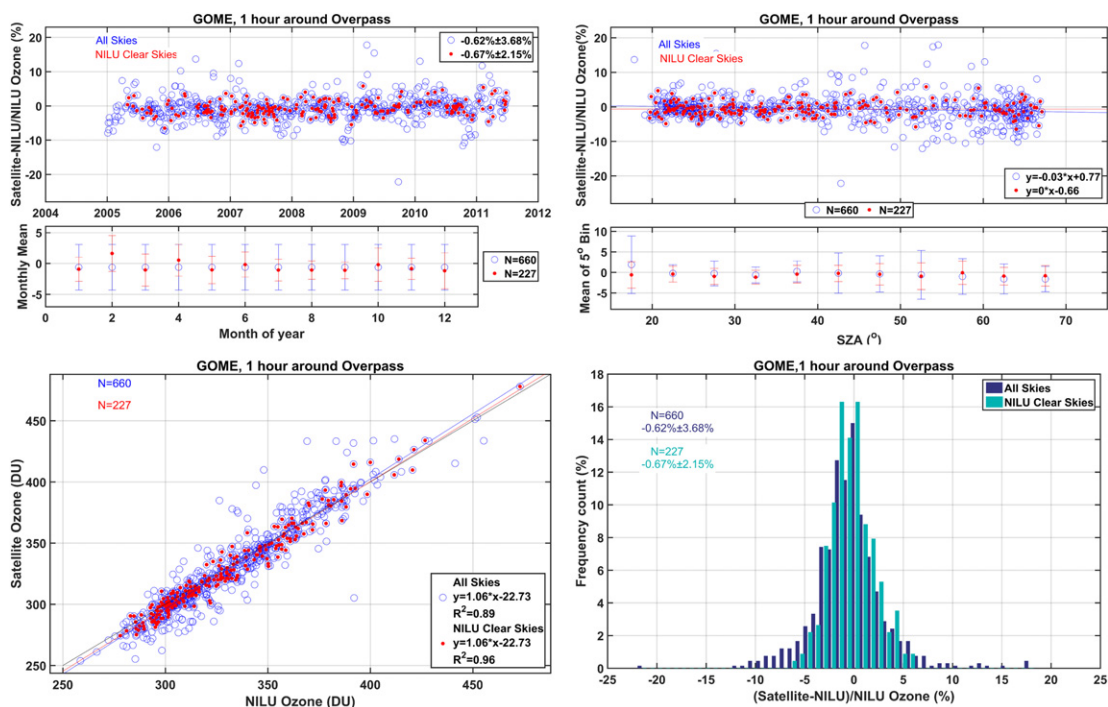 GOME, 1 hour around Overpass
Satellite-NILU/NILU Ozone (%)
All Skies
NILU Clear Skies
-0.62%±3.68%
-0.67%±2.15%
20
10
0
-10
-20
2004 2005 2006 2007 2008 2009 2010 2011 2012
Monthly Mean
5
0
-5
N=660
N=227
0 2 4 6 8 10 12
Month of year
GOME, 1 hour around Overpass
Satellite-NILU/NILU Ozone(%)
All Skies
NILU Clear Skies
20
10
0
-10
-20
y=-0.03*x+0.77
y=0*x-0.66
N=660 N=227
Mean of 5° Bin
10
5
0
-5
20 30 40 50 60 70
SZA (°)
GOME, 1 hour around Overpass
Satellite Ozone (DU)
N=660
N=227
450
400
350
300
250
All Skies
y=1.06*x-22.73
R²=0.89
NILU Clear Skies
y=1.06*x-22.73
R²=0.96
250 300 350 400 450
NILU Ozone (DU)
GOME,1 hour around Overpass
Frequency count (%)
All Skies
NILU Clear Skies
N=660
-0.62%±3.68%
N=227
-0.67%±2.15%
18
16
14
12
10
8
6
4
2
0
-25 -20 -15 -10 -5 0 5 10 15 20 25
(Satellite-NILU)/NILU Ozone (%)